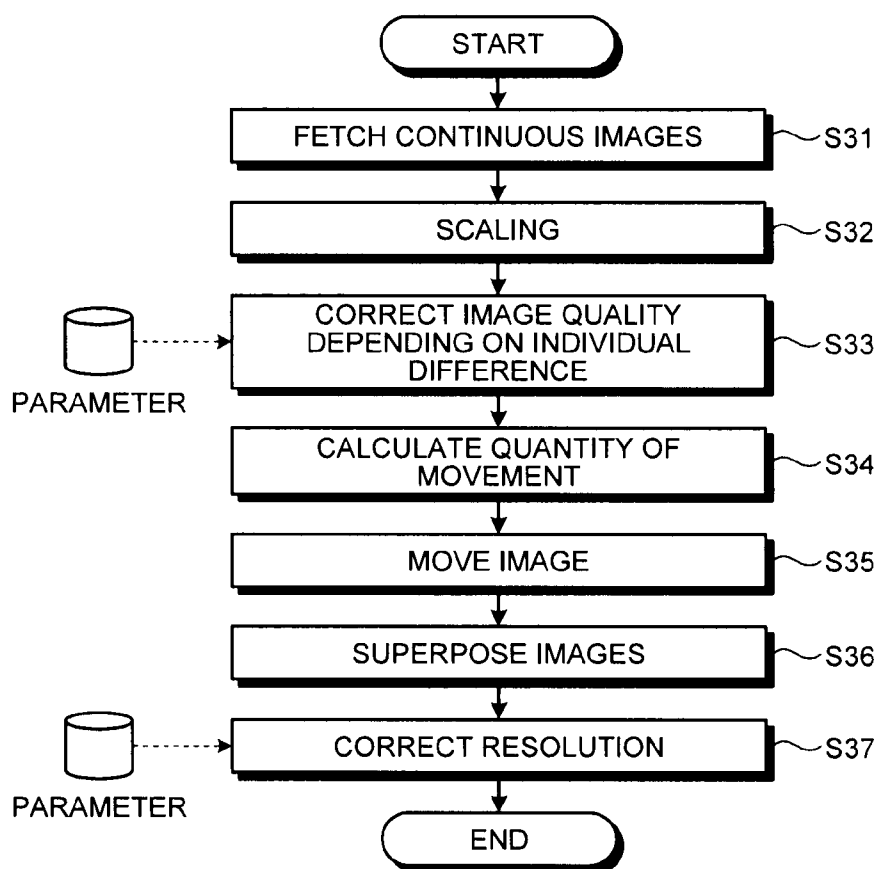 START
FETCH CONTINUOUS IMAGES
S31
SCALING
S32
CORRECT IMAGE QUALITY
DEPENDING ON INDIVIDUAL
DIFFERENCE
S33
PARAMETER
CALCULATE QUANTITY OF
MOVEMENT
S34
MOVE IMAGE
S35
SUPERPOSE IMAGES
S36
CORRECT RESOLUTION
S37
PARAMETER
END